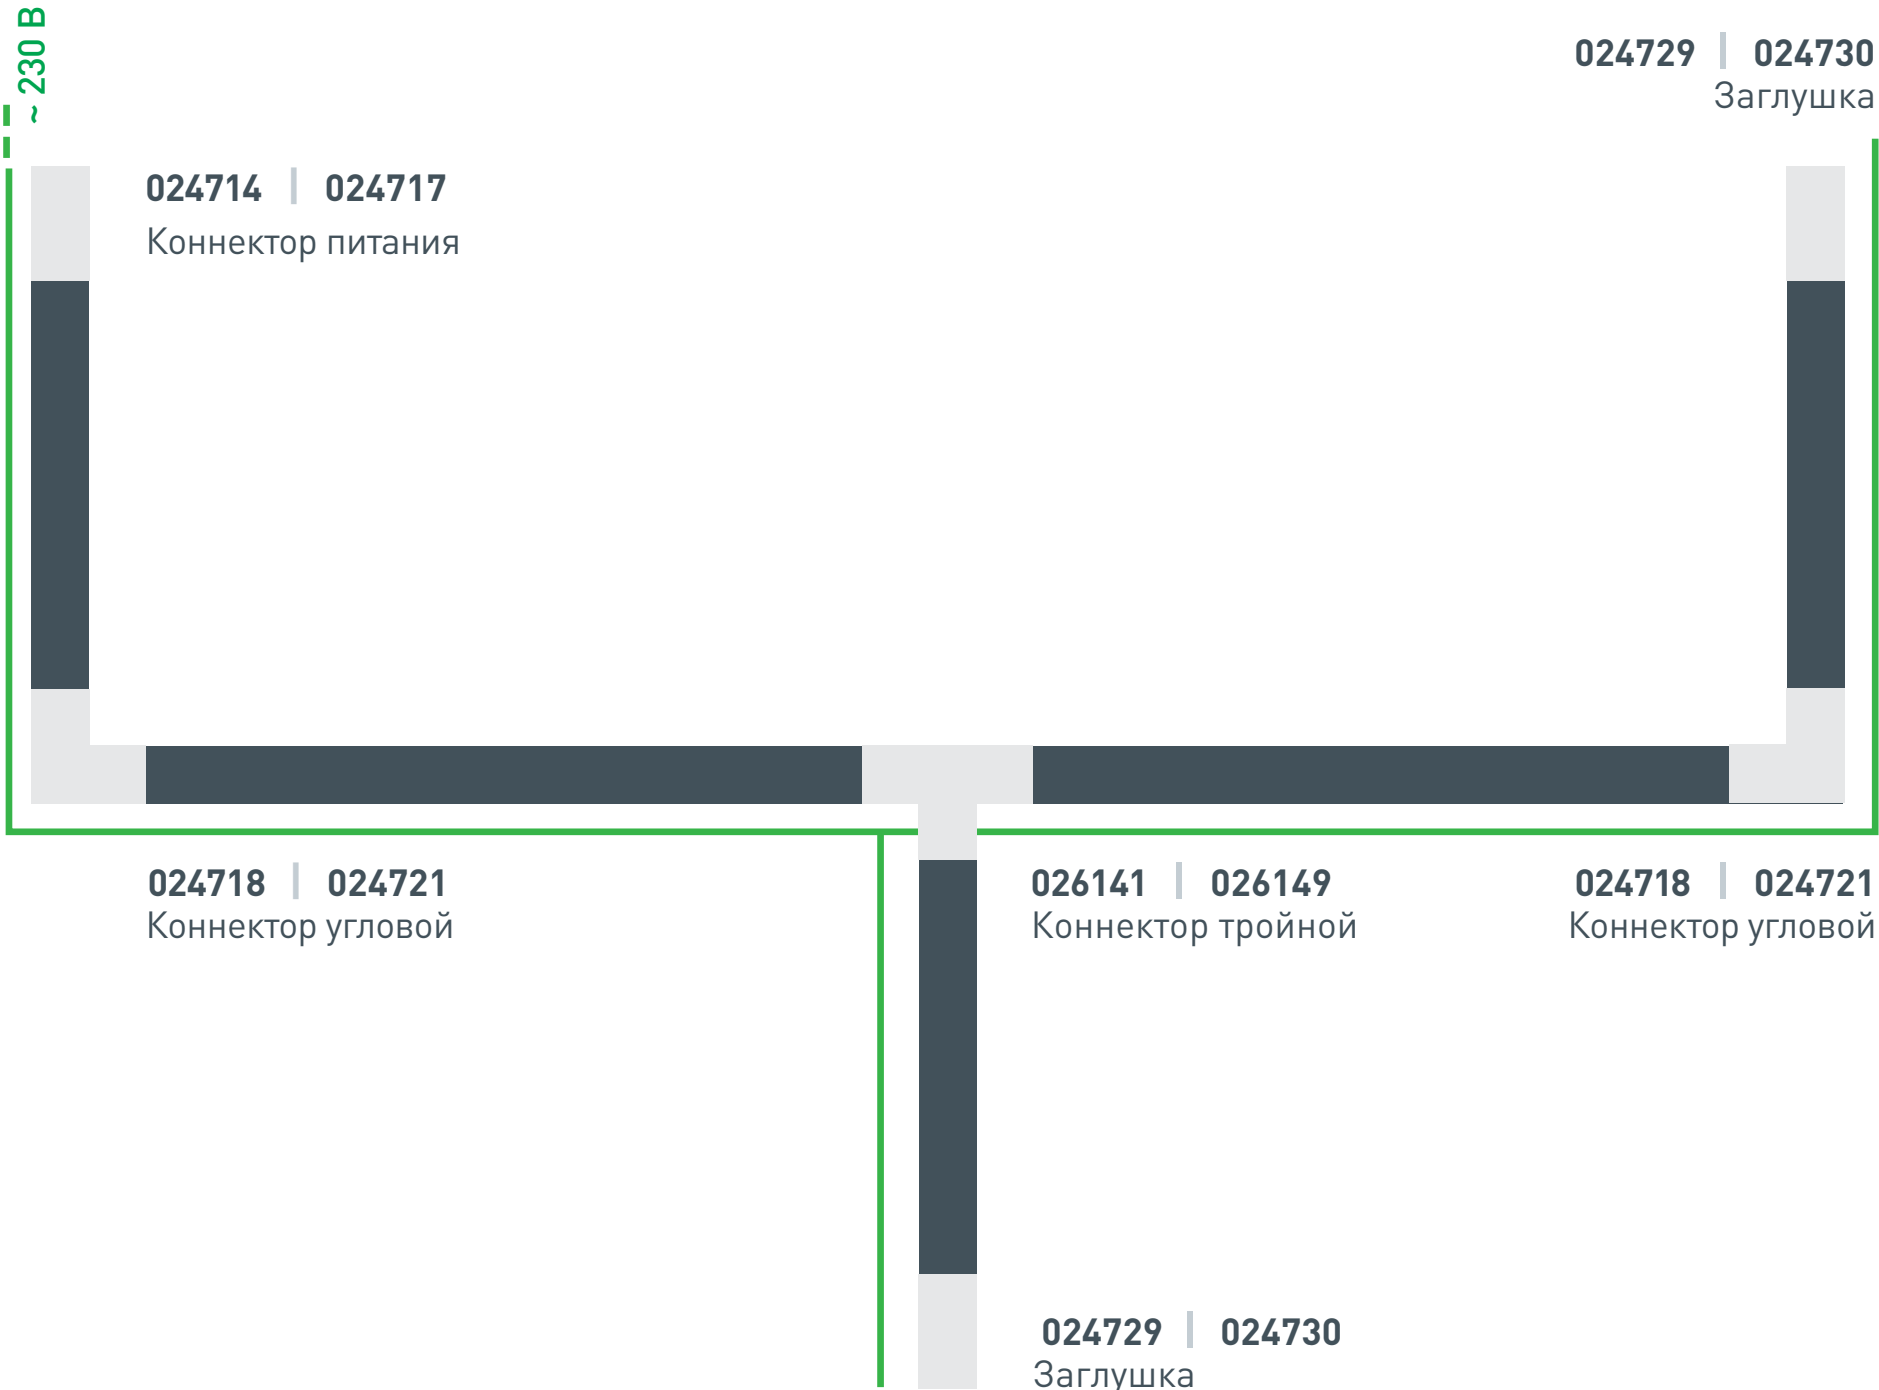 ~ 230 В
024729 | 024730
Заглушка
024714 | 024717
Коннектор питания
024718 | 024721
Коннектор угловой
026141 | 026149
Коннектор тройной
024718 | 024721
Коннектор угловой
024729 | 024730
Заглушка